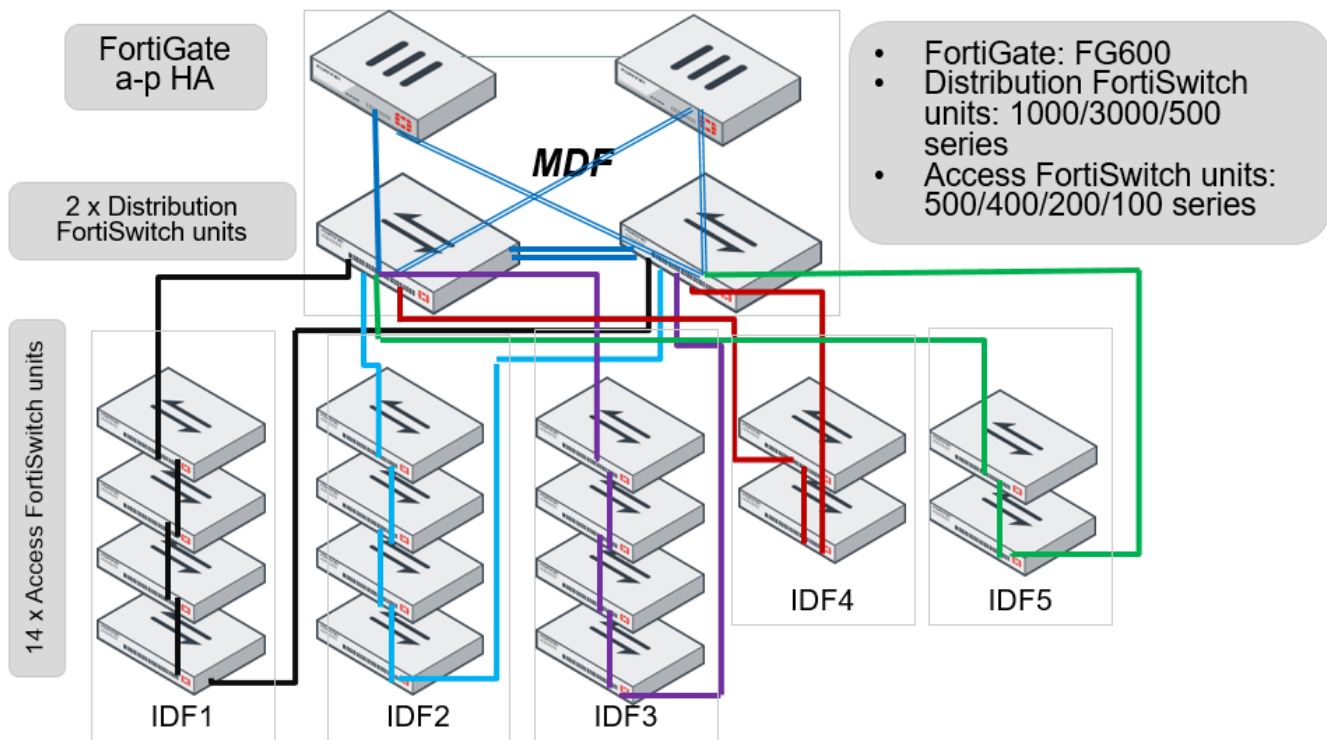 FortiGate
a-p HA
• FortiGate: FG600
• Distribution FortiSwitch
units: 1000/3000/500
series
• Access FortiSwitch units:
500/400/200/100 series
MDF
2 x Distribution
FortiSwitch units
14 x Access FortiSwitch units
IDF1
IDF2
IDF3
IDF4
IDF5